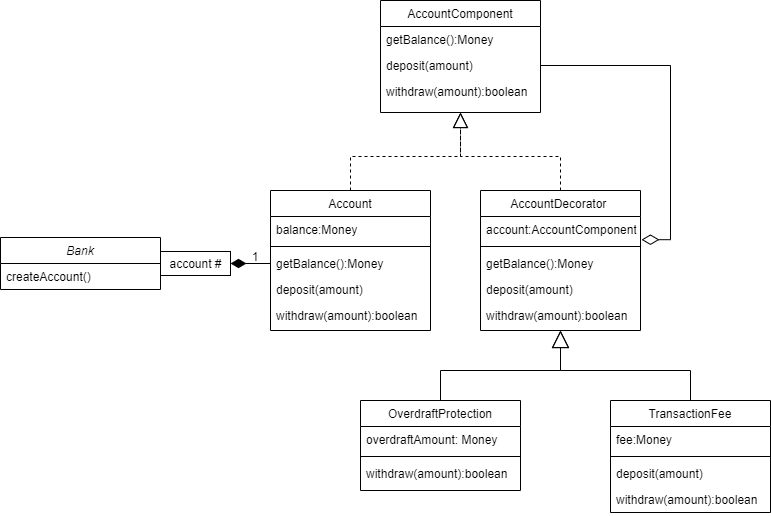 AccountComponent
getBalance():Money
deposit(amount)
withdraw(amount):boolean
Account
balance:Money
getBalance():Money
deposit(amount)
withdraw(amount):boolean
AccountDecorator
account:AccountComponent
getBalance():Money
deposit(amount)
withdraw(amount):boolean
Bank
createAccount()
account #
1
OverdraftProtection
overdraftAmount: Money
withdraw(amount):boolean
TransactionFee
fee:Money
deposit(amount)
withdraw(amount):boolean